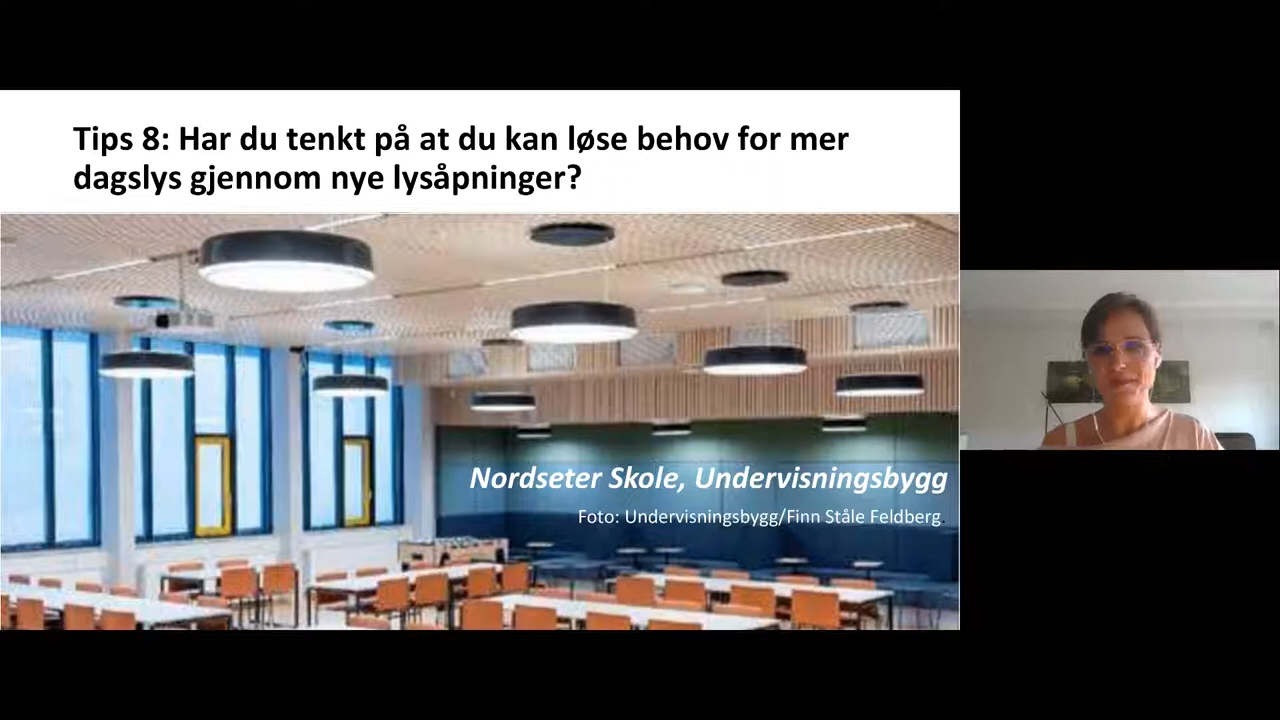 Tips 8: Har du tenkt på at du kan løse behov for mer
dagslys gjennom nye lysåpninger?
Nordseter Skole, Undervisningsbygg
Foto: Undervisningsbygg/Finn Ståle Feldberg.